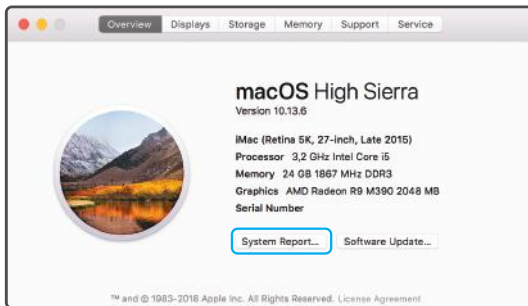 Overview Displays Storage Memory Support Service
macOS High Sierra
Version 10.13.6
iMac (Retina 5K, 27-inch, Late 2015)
Processor 3,2 GHz Intel Core i5
Memory 24 GB 1867 MHz DDR3
Graphics AMD Radeon R9 M390 2048 MB
Serial Number
System Report... Software Update...
™ and © 1983-2018 Apple Inc. All Rights Reserved. License Agreement